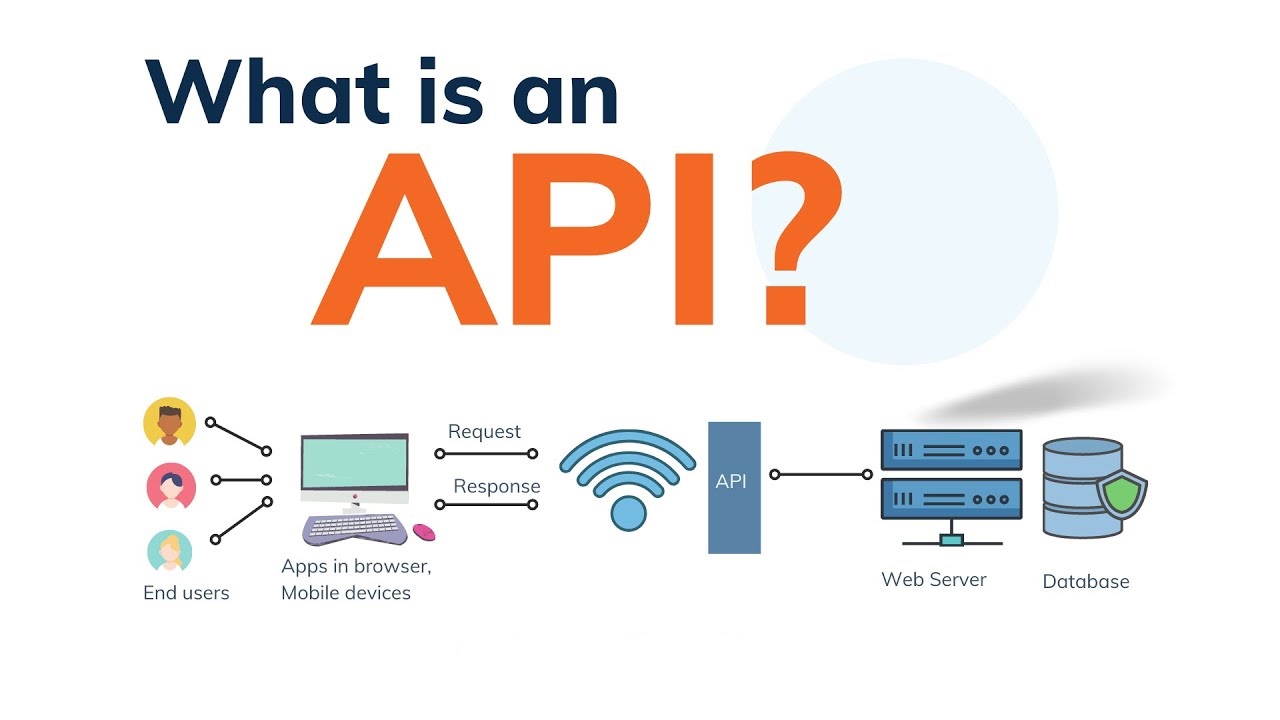 What is an
API?
Request
Response
API
End users
Apps in browser,
Mobile devices
Web Server
Database